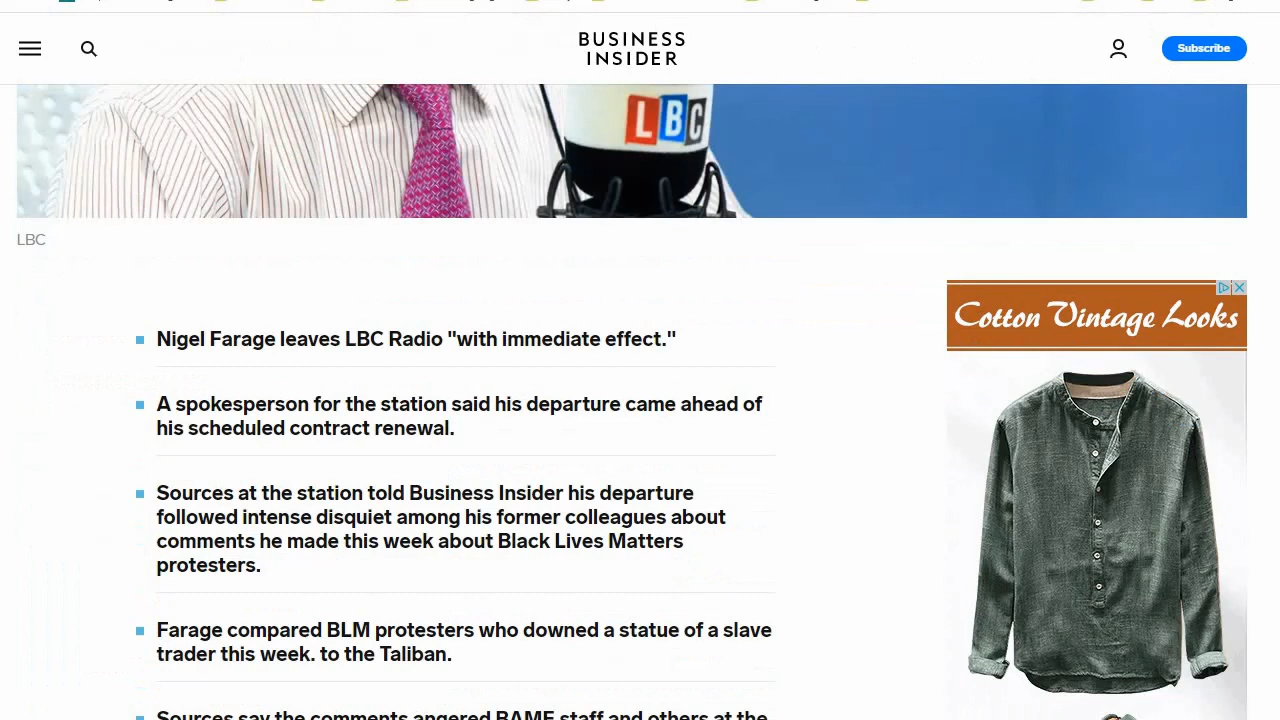 BUSINESS
INSIDER
Subscribe
LBC
LBC
Cotton Vintage Looks
Nigel Farage leaves LBC Radio "with immediate effect."
A spokesperson for the station said his departure came ahead of
his scheduled contract renewal.
Sources at the station told Business Insider his departure
followed intense disquiet among his former colleagues about
comments he made this week about Black Lives Matters
protesters.
Farage compared BLM protesters who downed a statue of a slave
trader this week. to the Taliban.
Sources say the comments angered BAME staff and others at the